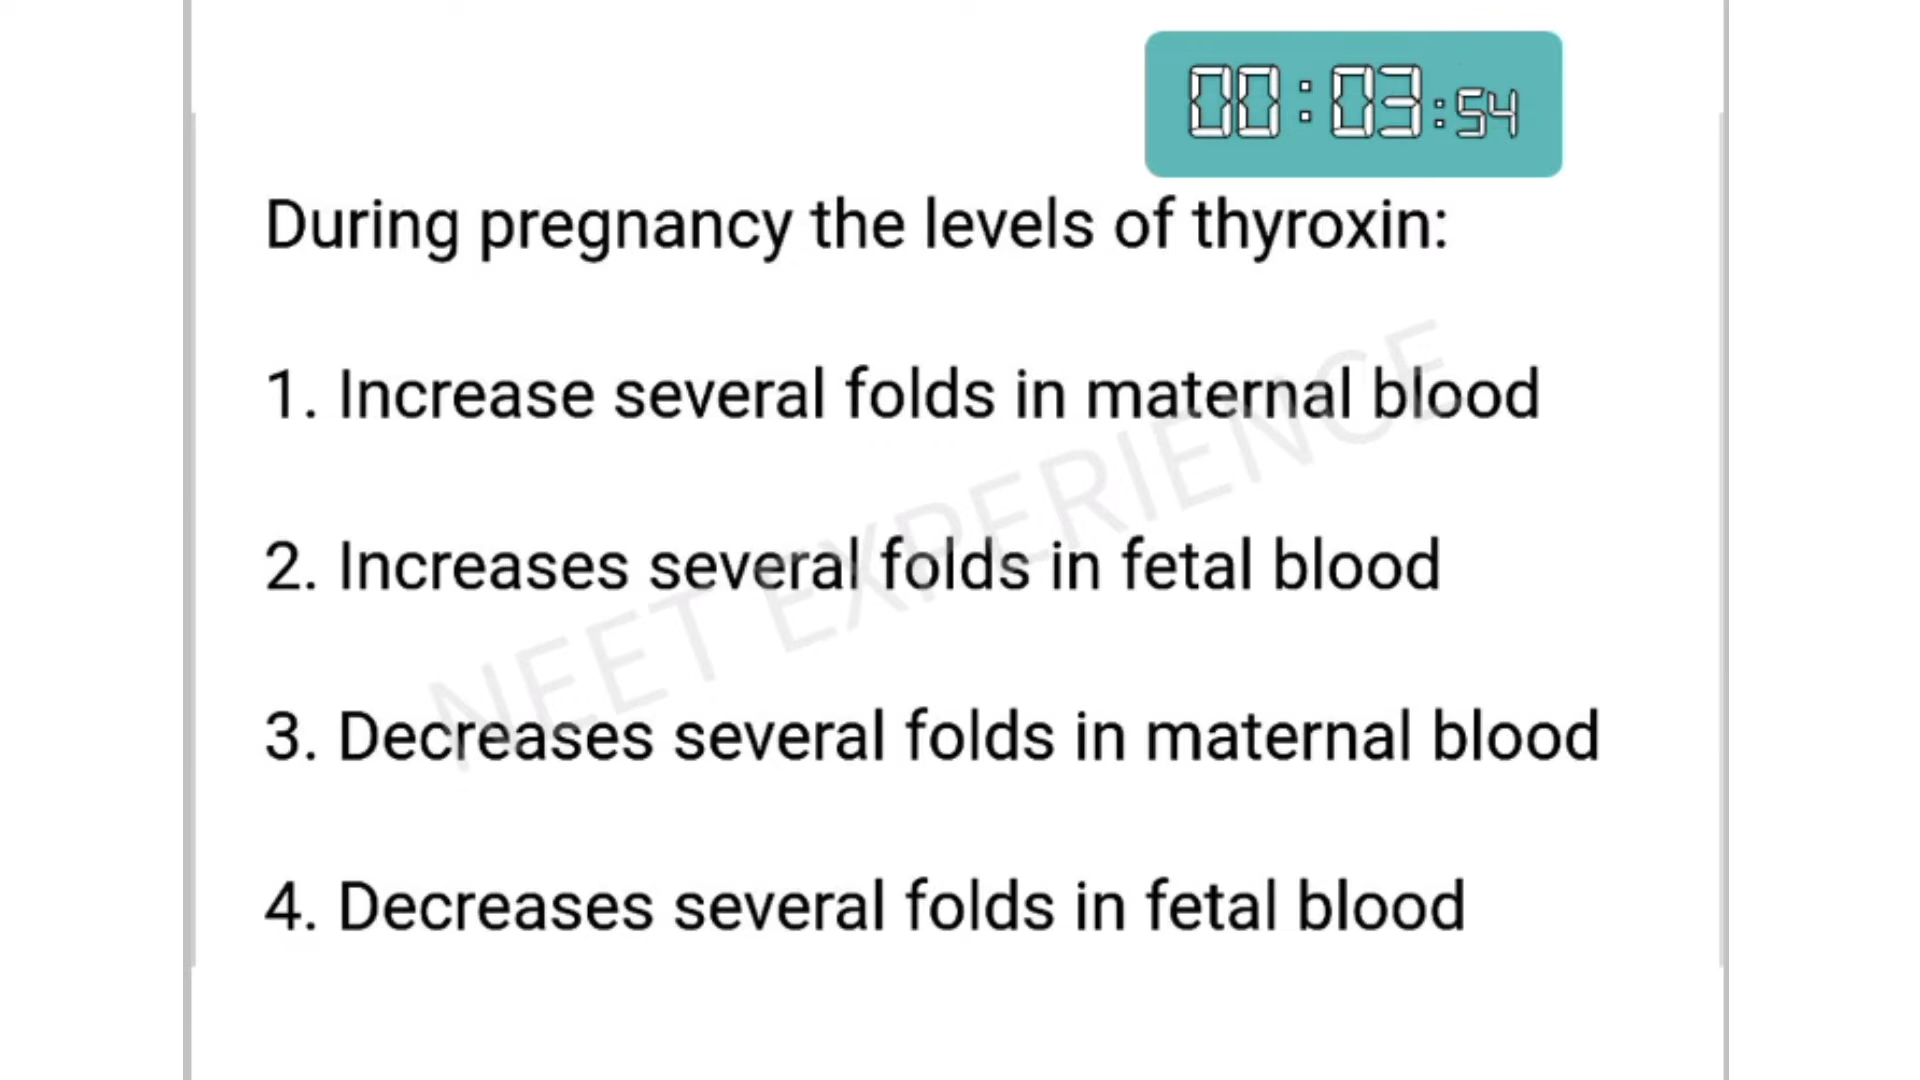 00:03:54
During pregnancy the levels of thyroxin:
1. Increase several folds in maternal blood
2. Increases several folds in fetal blood
3. Decreases several folds in maternal blood
4. Decreases several folds in fetal blood
NEET EXPERIENCE